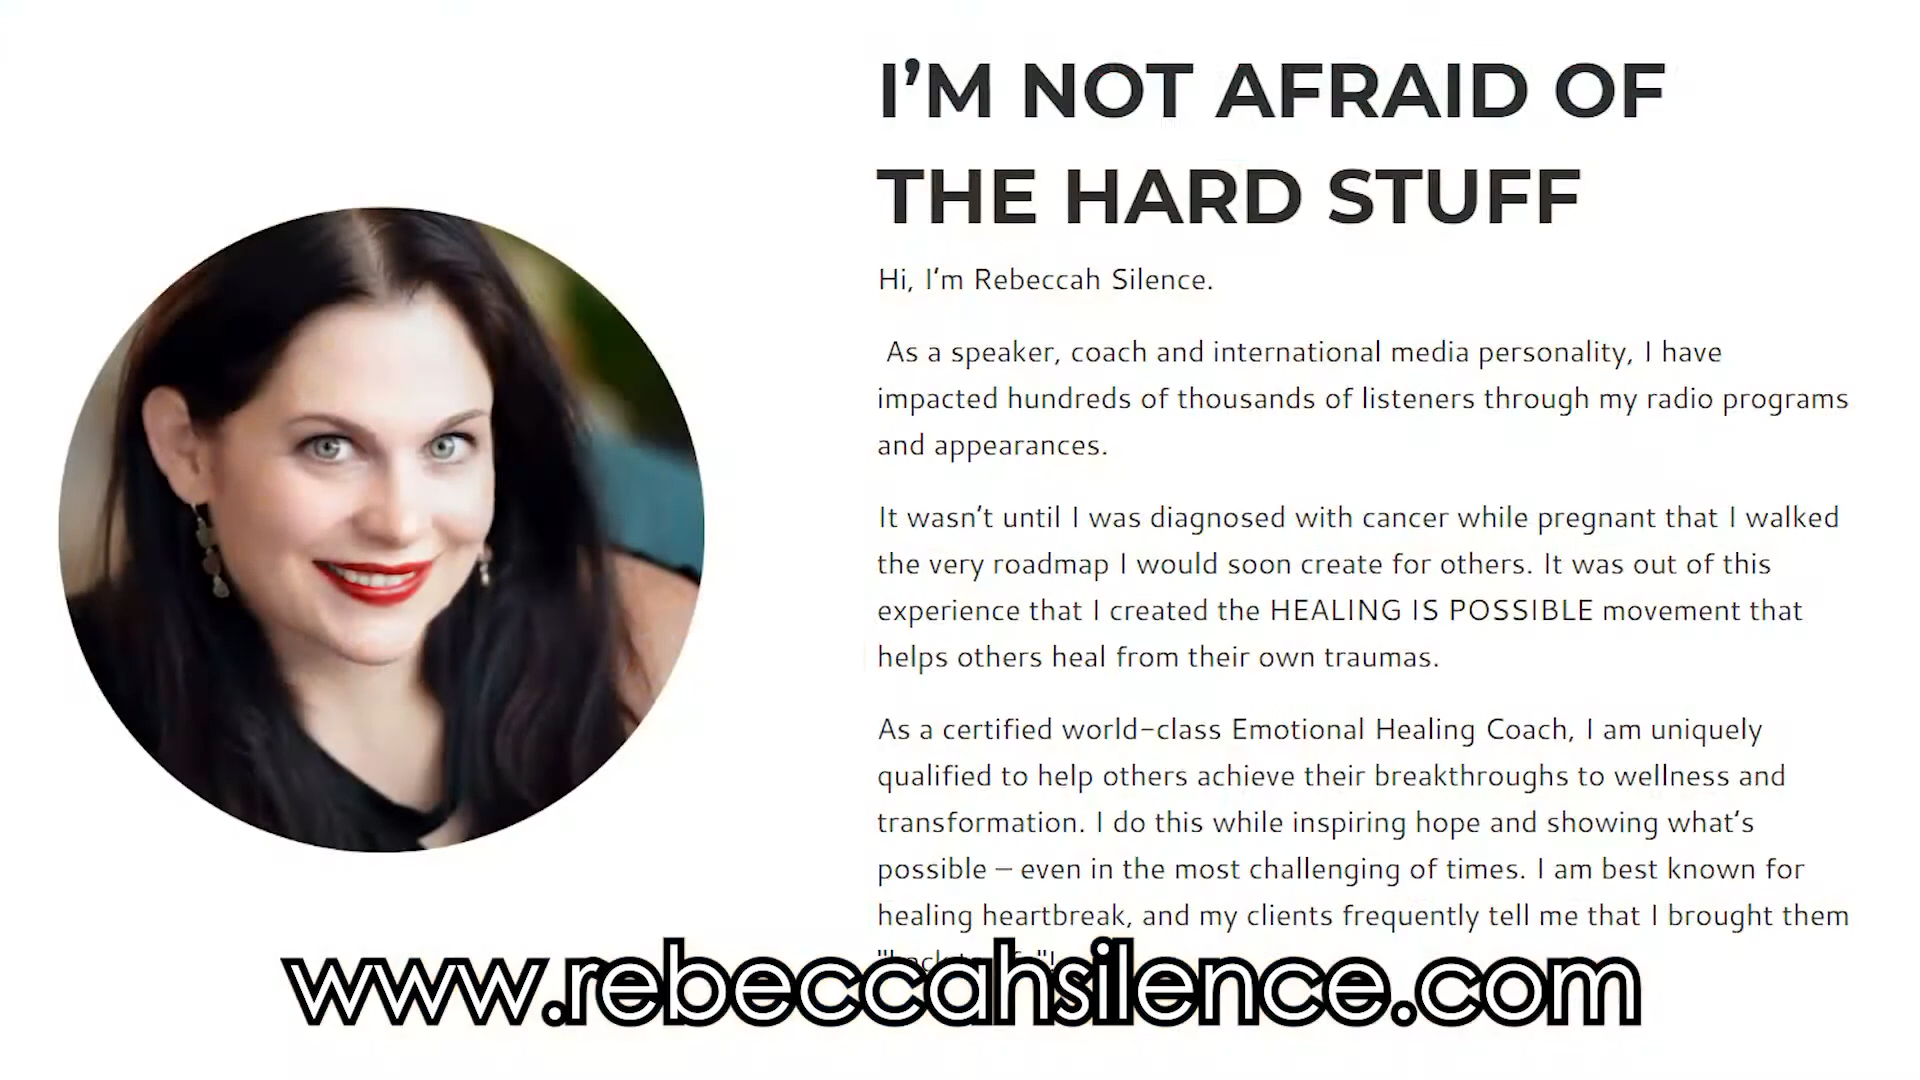 I’M NOT AFRAID OF
THE HARD STUFF
Hi, I’m Rebeccah Silence.
As a speaker, coach and international media personality, I have
impacted hundreds of thousands of listeners through my radio programs
and appearances.
It wasn’t until I was diagnosed with cancer while pregnant that I walked
the very roadmap I would soon create for others. It was out of this
experience that I created the HEALING IS POSSIBLE movement that
helps others heal from their own traumas.
As a certified world-class Emotional Healing Coach, I am uniquely
qualified to help others achieve their breakthroughs to wellness and
transformation. I do this while inspiring hope and showing what’s
possible – even in the most challenging of times. I am best known for
healing heartbreak, and my clients frequently tell me that I brought them
www.rebeccahsilence.com